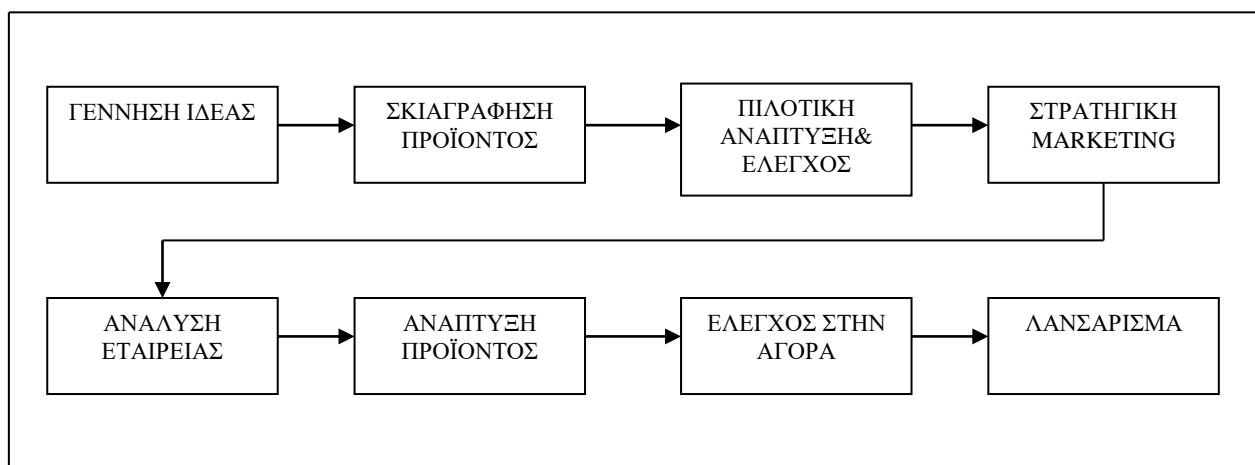 ΓΕΝΝΗΣΗ ΙΔΕΑΣ
ΣΚΙΑΓΡΑΦΗΣΗ
ΠΡΟΪΟΝΤΟΣ
ΠΙΛΟΤΙΚΗ
ΑΝΑΠΤΥΞΗ&
ΕΛΕΓΧΟΣ
ΣΤΡΑΤΗΓΙΚΗ
MARKETING
ΑΝΑΛΥΣΗ
ΕΤΑΙΡΕΙΑΣ
ΑΝΑΠΤΥΞΗ
ΠΡΟΪΟΝΤΟΣ
ΕΛΕΓΧΟΣ ΣΤΗΝ
ΑΓΟΡΑ
ΛΑΝΣΑΡΙΣΜΑ